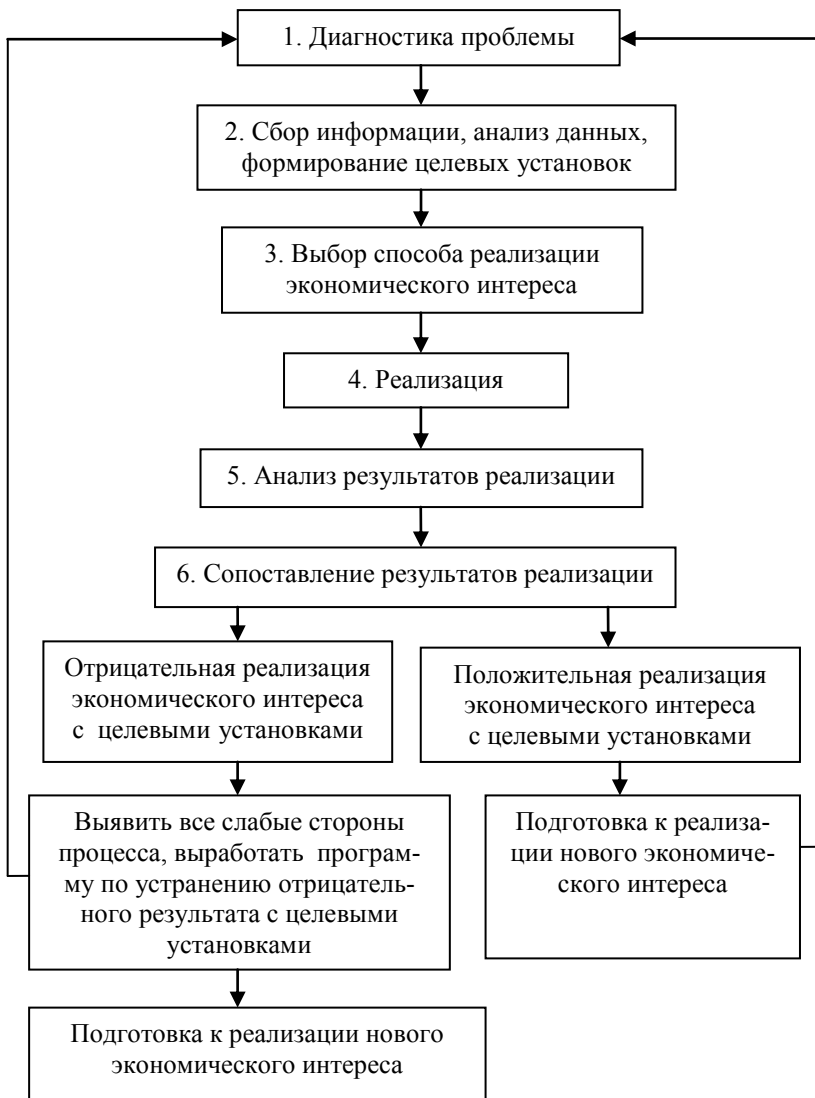 1. Диагностика проблемы
2. Сбор информации, анализ данных,
формирование целевых установок
3. Выбор способа реализации
экономического интереса
4. Реализация
5. Анализ результатов реализации
6. Сопоставление результатов реализации
Отрицательная реализация
экономического интереса
с целевыми установками
Положительная реализация
экономического интереса
с целевыми установками
Выявить все слабые стороны
процесса, выработать програм-
му по устранению отрицатель-
ного результата с целевыми
установками
Подготовка к реализа-
ции нового экономиче-
ского интереса
Подготовка к реализации нового
экономического интереса